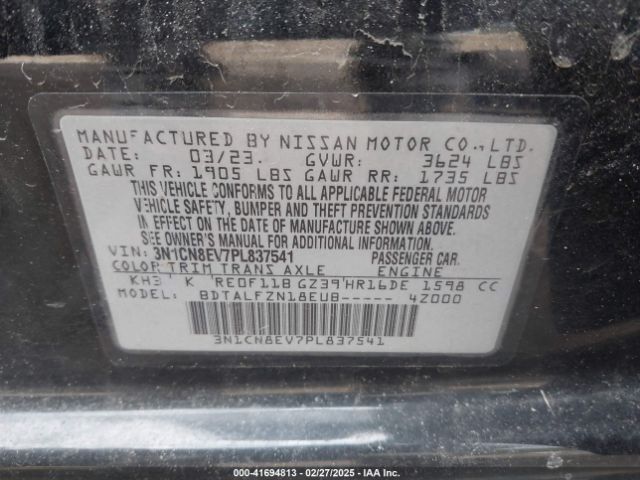 MANUFACTURED BY NISSAN MOTOR CO.,LTD.
DATE: 03/23. GVWR: 3624 LBS
GAWR FR: 1905 LBS GAWR RR: 1735 LBS
THIS VEHICLE CONFORMS TO ALL APPLICABLE FEDERAL MOTOR
VEHICLE SAFETY, BUMPER AND THEFT PREVENTION STANDARDS
IN EFFECT ON THE DATE OF MANUFACTURE SHOWN ABOVE.
SEE OWNER'S MANUAL FOR ADDITIONAL INFORMATION.
VIN: 3N1CN8EV7PL837541 PASSENGER CAR.
COLOR TRIM TRANS AXLE ENGINE
KH3 K RE0F11B GZ39 HR16DE 1598 CC
MODEL: BDTALFZN18EUB----- 4Z000
3N1CN8EV7PL837541
000-41694813 - 02/27/2025 - IAA Inc.